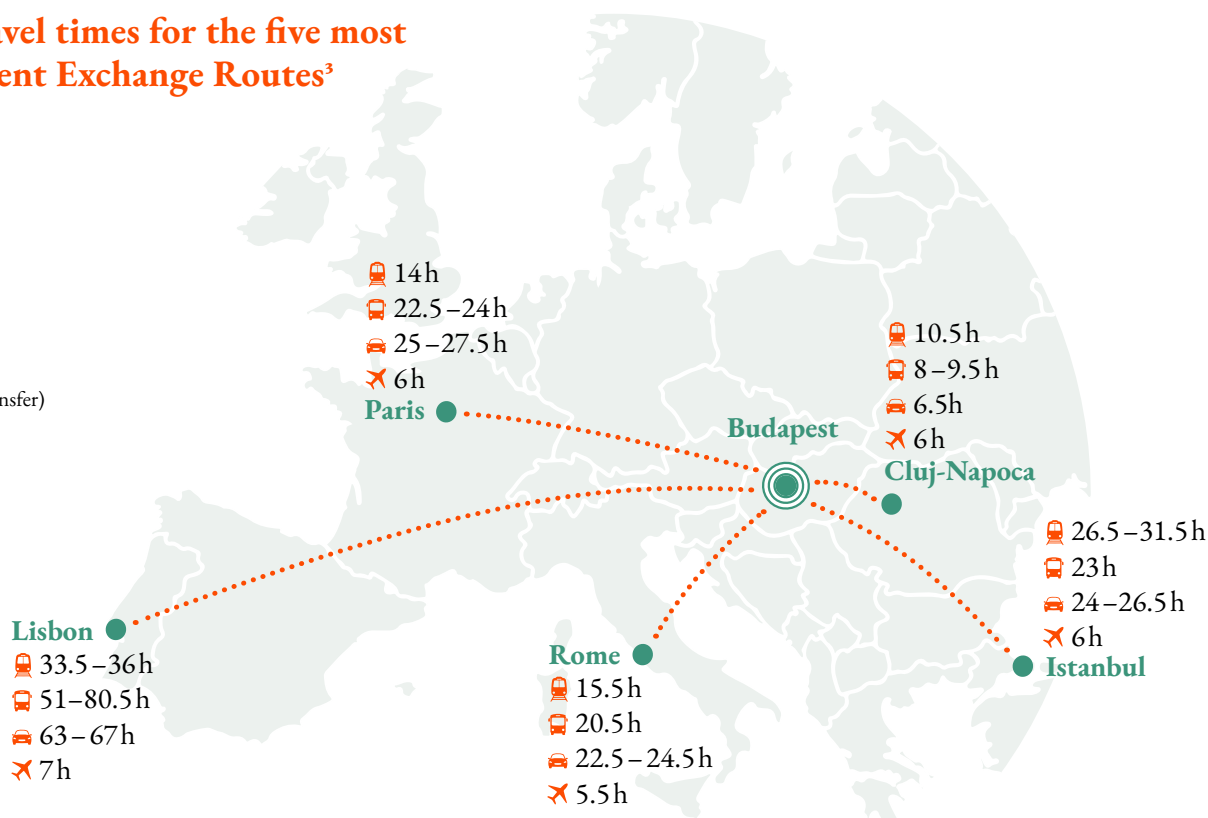 vel times for the five most
ent Exchange Routes³
nsfer)
14h
22.5–24h
25–27.5h
6h
Paris
Budapest
10.5h
8–9.5h
6.5h
6h
Cluj-Napoca
26.5–31.5h
23h
24–26.5h
6h
Istanbul
Lisbon
33.5–36h
51–80.5h
63–67h
7h
Rome
15.5h
20.5h
22.5–24.5h
5.5h